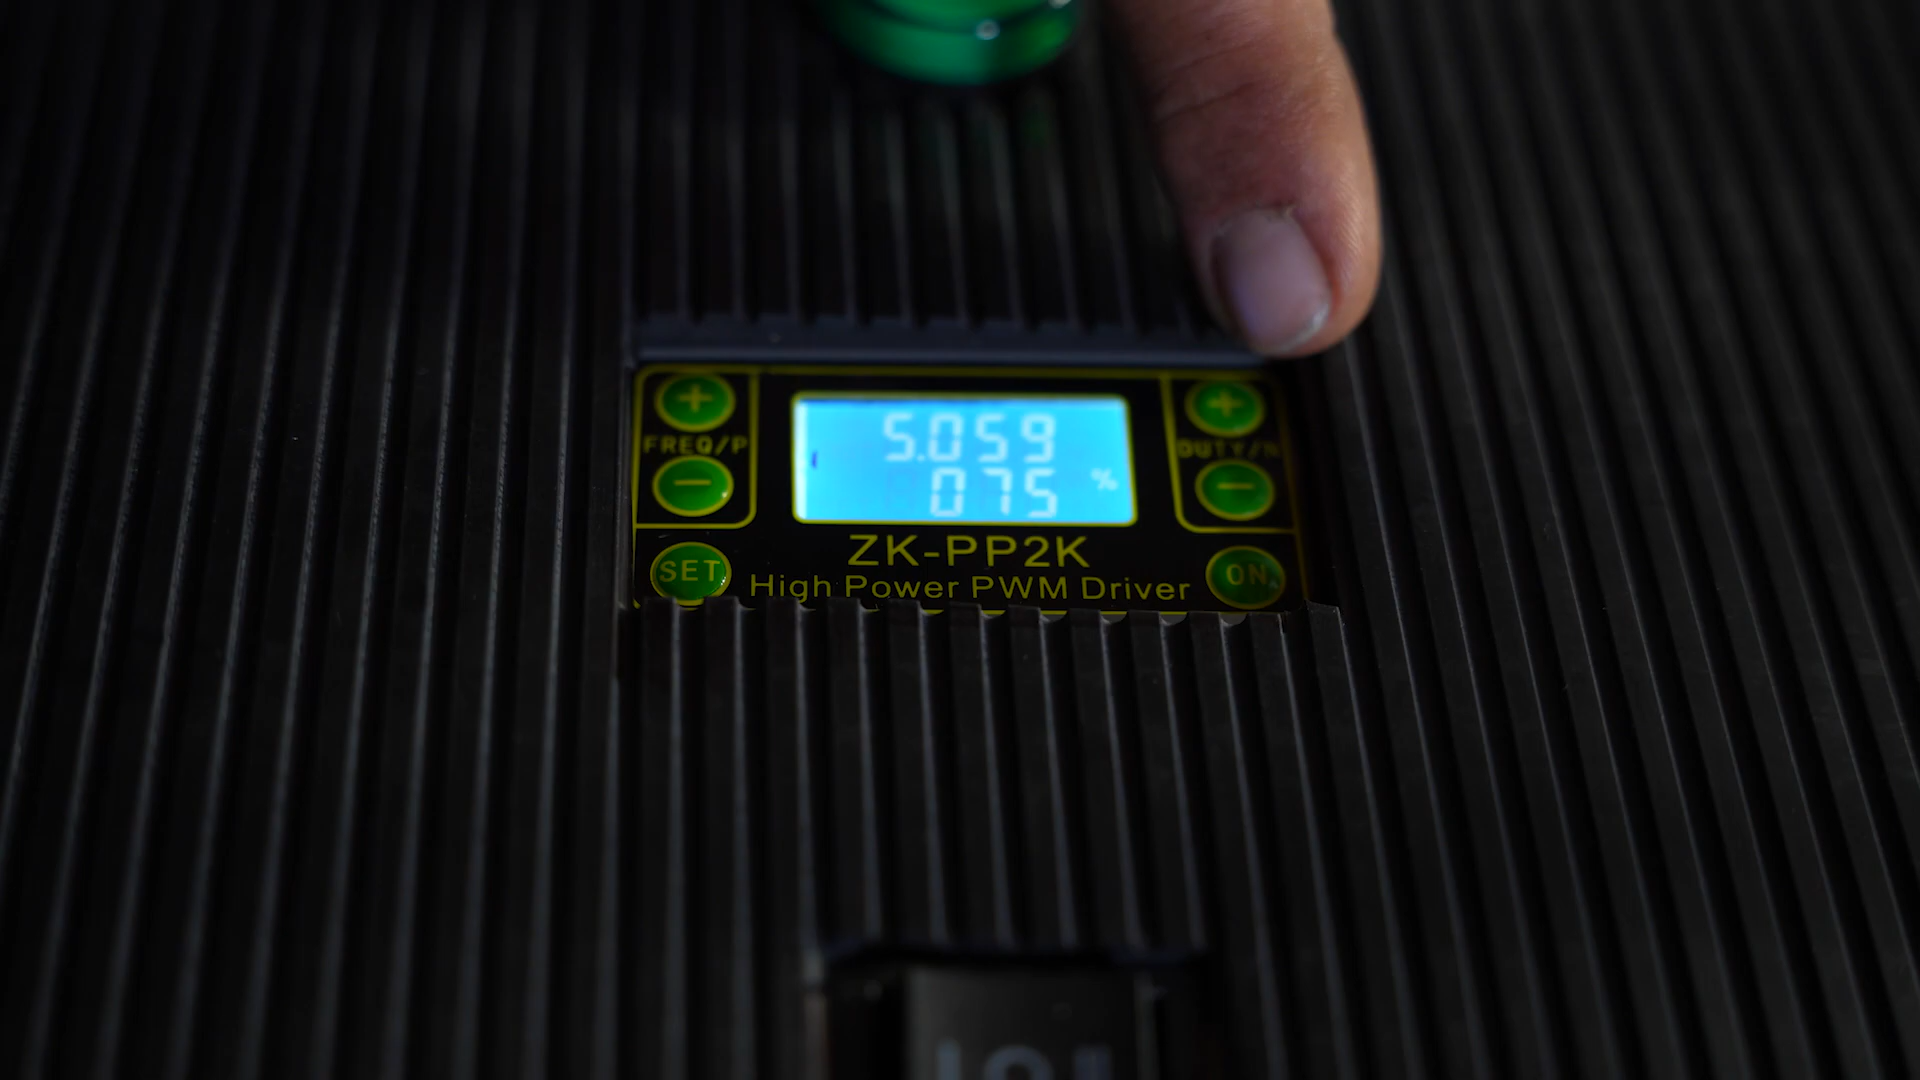 +
5.059
+
FREQ/P
DUTY/N
−
075 %
−
ZK-PP2K
SET
High Power PWM Driver
ON